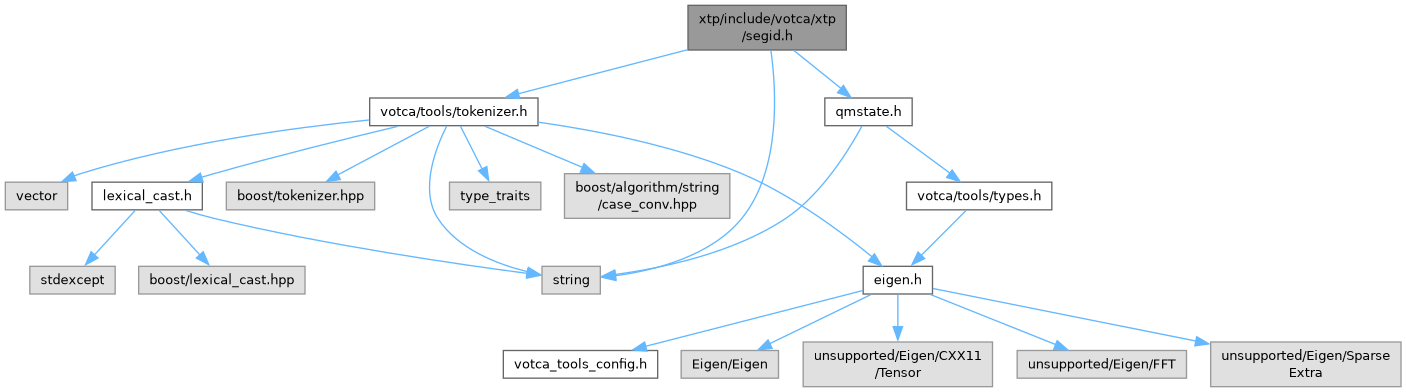 xtp/include/votca/xtp
/segid.h
votca/tools/tokenizer.h
qmstate.h
vector
lexical_cast.h
boost/tokenizer.hpp
type_traits
boost/algorithm/string
/case_conv.hpp
votca/tools/types.h
stdexcept
boost/lexical_cast.hpp
string
eigen.h
votca_tools_config.h
Eigen/Eigen
unsupported/Eigen/CXX11
/Tensor
unsupported/Eigen/FFT
unsupported/Eigen/Sparse
Extra